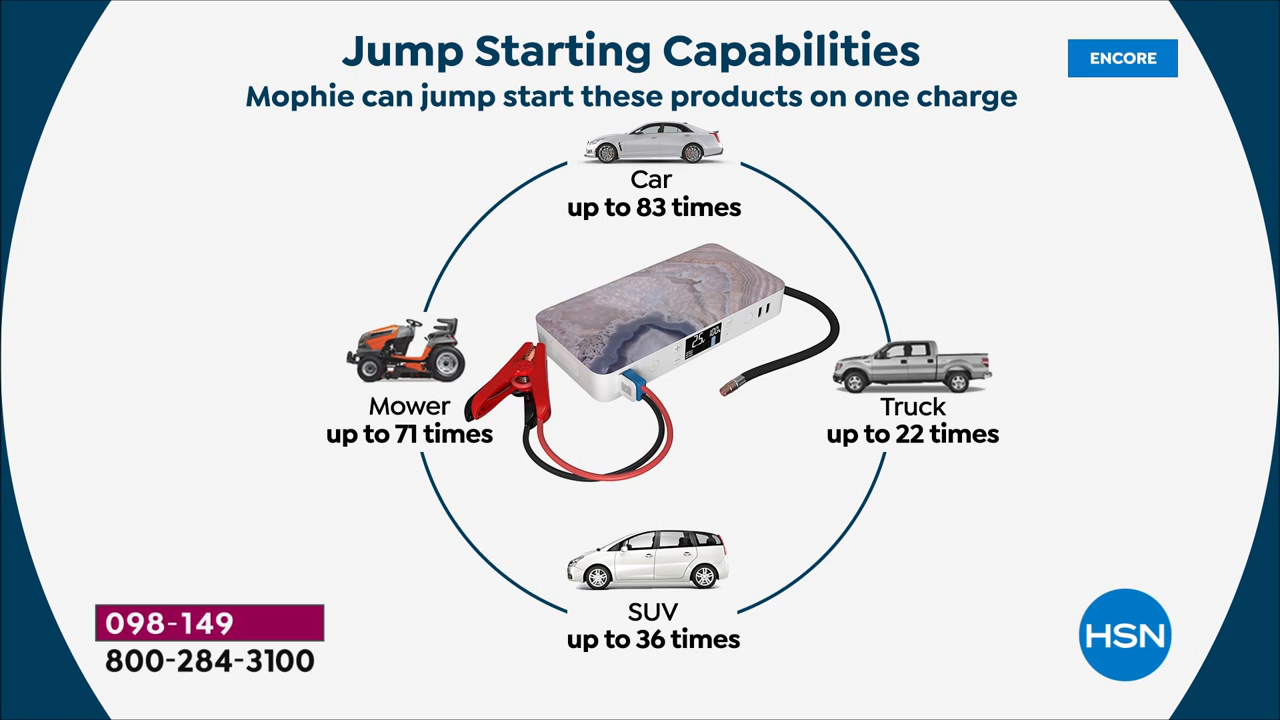 Jump Starting Capabilities
ENCORE
Mophie can jump start these products on one charge
Car
up to 83 times
Mower
up to 71 times
Truck
up to 22 times
SUV
up to 36 times
098-149
800-284-3100
HSN